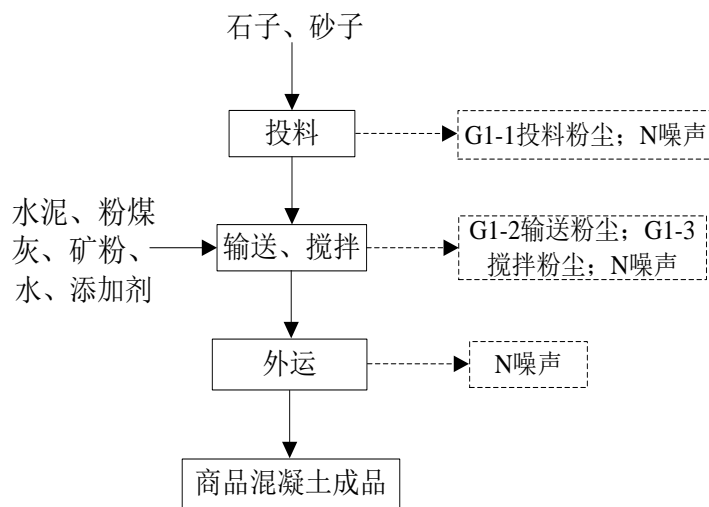 石子、砂子
投料
G1-1投料粉尘；N噪声
水泥、粉煤
灰、矿粉、
水、添加剂
输送、搅拌
G1-2输送粉尘；G1-3
搅拌粉尘；N噪声
外运
N噪声
商品混凝土成品